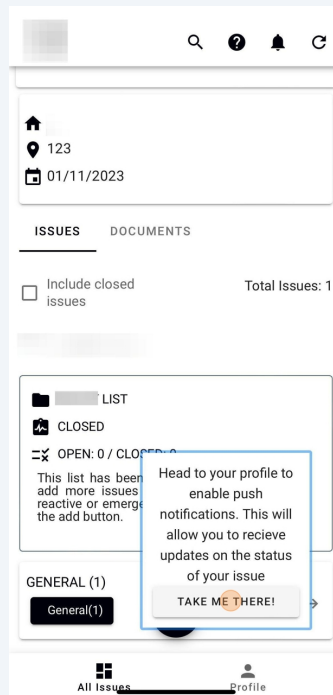 123
01/11/2023
ISSUES DOCUMENTS
Include closed
issues
Total Issues: 1
LIST
CLOSED
OPEN: 0 / CLOSED: 0
This list has been
add more issues
reactive or emerge
the add button.
Head to your profile to
enable push
notifications. This will
allow you to recieve
updates on the status
of your issue
TAKE ME THERE!
GENERAL (1)
General(1)
All Issues
Profile